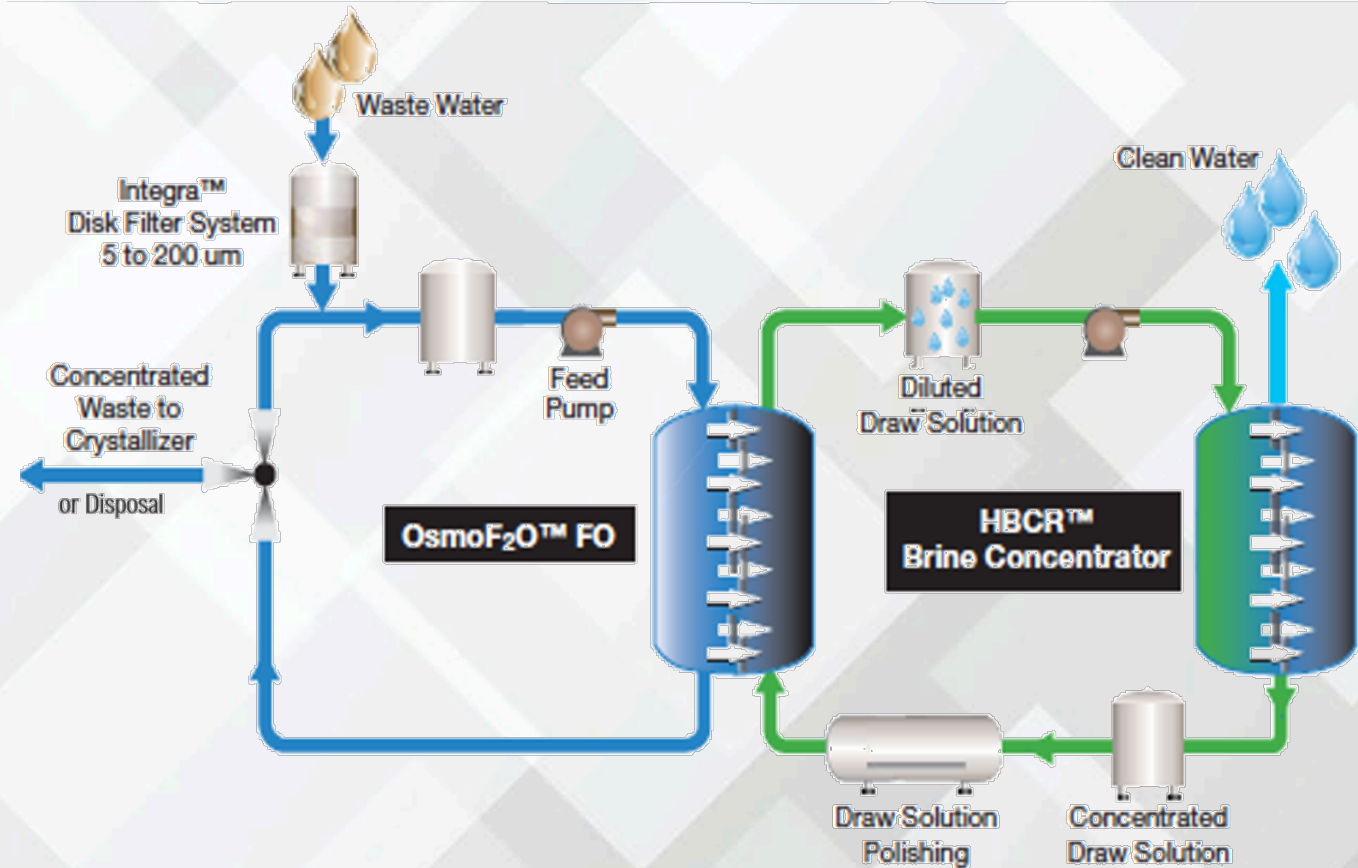 Waste Water
Integra™
Disk Filter System
5 to 200 um
Clean Water
Concentrated
Waste to
Crystallizer
or Disposal
Feed
Pump
Diluted
Draw Solution
OsmoF₂O™ FO
HBCR™
Brine Concentrator
Draw Solution
Polishing
Concentrated
Draw Solution